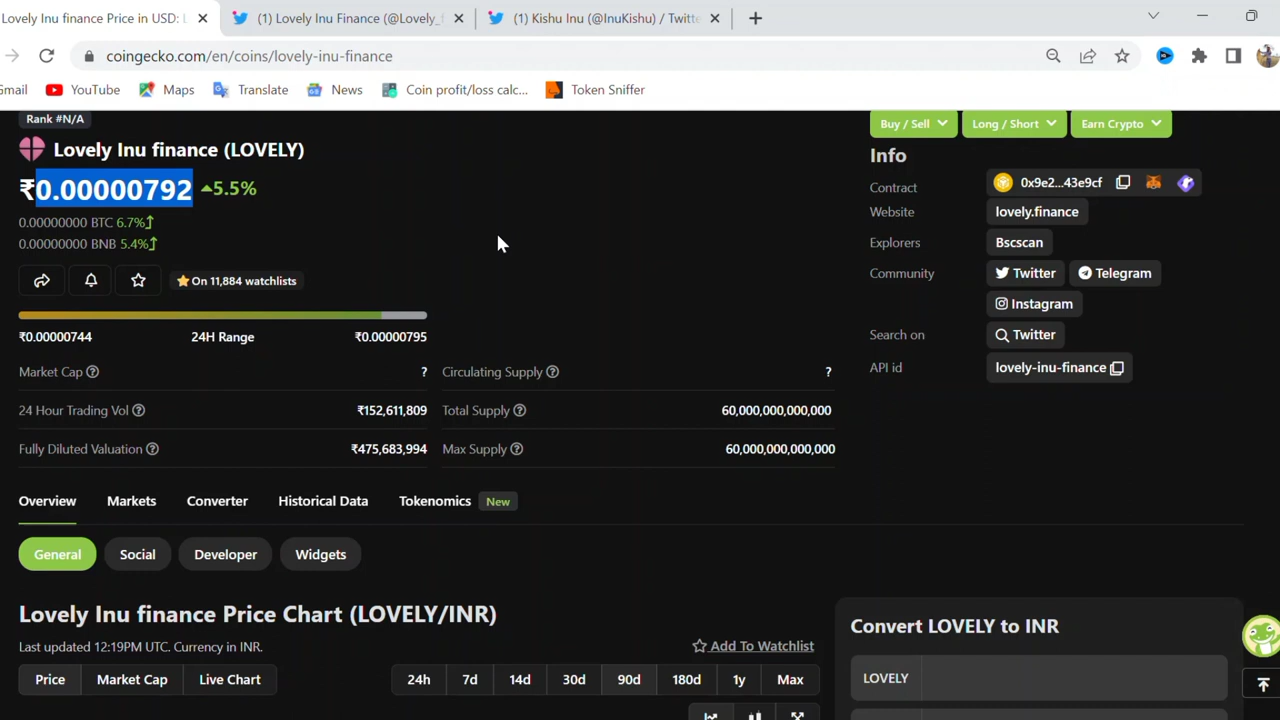 Lovely Inu finance Price in USD:
(1) Lovely Inu Finance (@Lovely_
(1) Kishu Inu (@InuKishu) / Twitte
coingecko.com/en/coins/lovely-inu-finance
Gmail
YouTube
Maps
Translate
News
Coin profit/loss calc...
Token Sniffer
Rank #N/A
Lovely Inu finance (LOVELY)
₹0.00000792 5.5%
0.00000000 BTC 6.7%
0.00000000 BNB 5.4%
On 11,884 watchlists
₹0.00000744 24H Range ₹0.00000795
Market Cap ?
24 Hour Trading Vol ₹152,611,809
Fully Diluted Valuation ₹475,683,994
Circulating Supply ?
Total Supply 60,000,000,000,000
Max Supply 60,000,000,000,000
Buy / Sell
Long / Short
Earn Crypto
Info
Contract 0x9e2...43e9cf
Website lovely.finance
Explorers Bscscan
Community Twitter Telegram
Instagram
Search on Twitter
API id lovely-inu-finance
Overview Markets Converter Historical Data Tokenomics New
General Social Developer Widgets
Lovely Inu finance Price Chart (LOVELY/INR)
Last updated 12:19PM UTC. Currency in INR.
Add To Watchlist
Price Market Cap Live Chart
24h 7d 14d 30d 90d 180d 1y Max
Convert LOVELY to INR
LOVELY